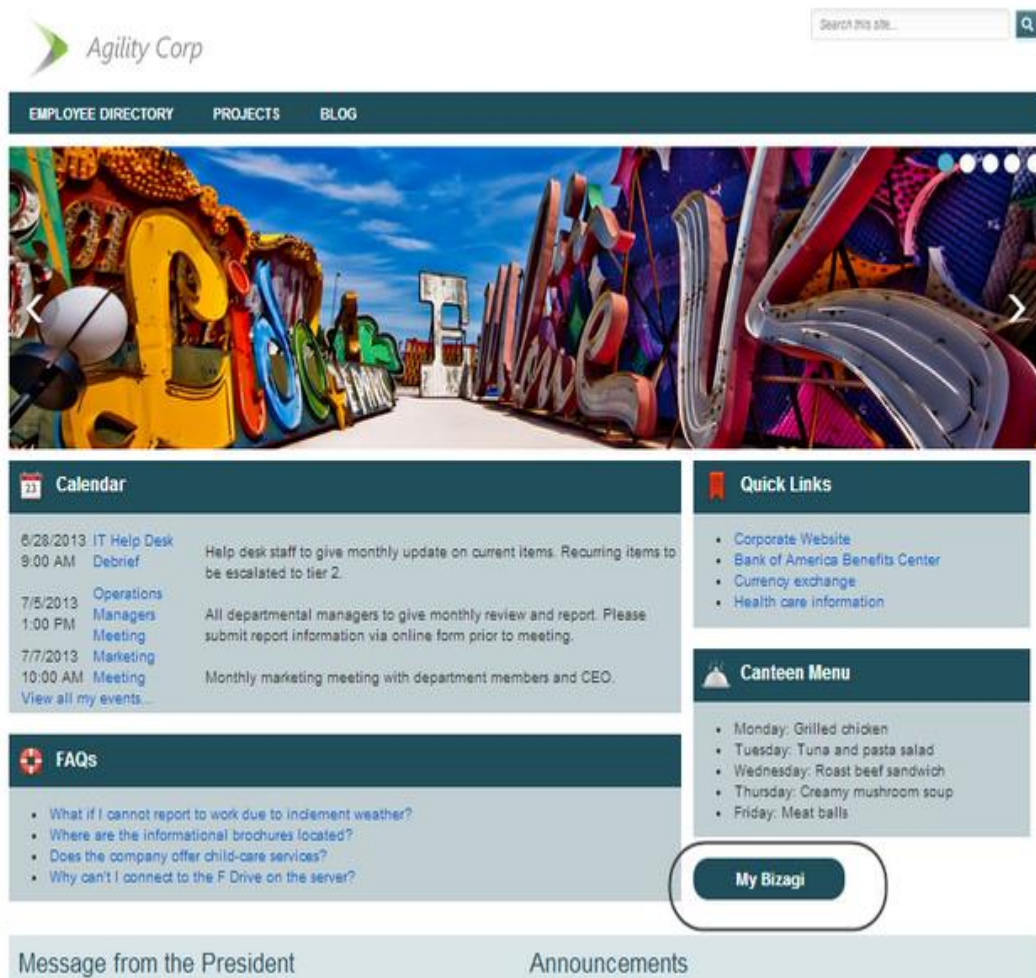 Agility Corp
Search this site...
EMPLOYEE DIRECTORY PROJECTS BLOG
Calendar
6/28/2013 IT Help Desk
9:00 AM Debrief
Help desk staff to give monthly update on current items. Recurring items to
be escalated to tier 2.
7/5/2013 Operations
1:00 PM Managers
Meeting
All departmental managers to give monthly review and report. Please
submit report information via online form prior to meeting.
7/7/2013 Marketing
10:00 AM Meeting
Monthly marketing meeting with department members and CEO.
View all my events...
FAQs
• What if I cannot report to work due to inclement weather?
• Where are the informational brochures located?
• Does the company offer child-care services?
• Why can't I connect to the F Drive on the server?
Quick Links
• Corporate Website
• Bank of America Benefits Center
• Currency exchange
• Health care information
Canteen Menu
• Monday: Grilled chicken
• Tuesday: Tuna and pasta salad
• Wednesday: Roast beef sandwich
• Thursday: Creamy mushroom soup
• Friday: Meat balls
My Bizagi
Message from the President
Announcements